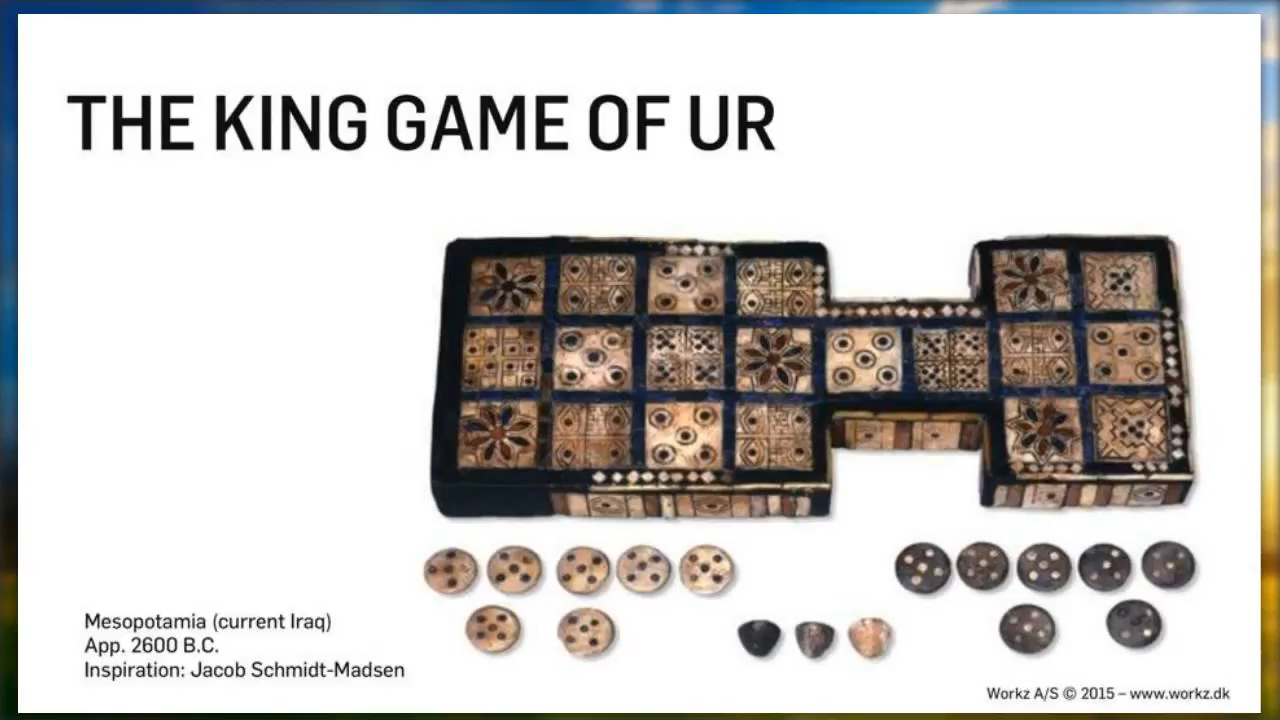 THE KING GAME OF UR
Mesopotamia (current Iraq)
App. 2600 B.C.
Inspiration: Jacob Schmidt-Madsen
Workz A/S © 2015 – www.workz.dk